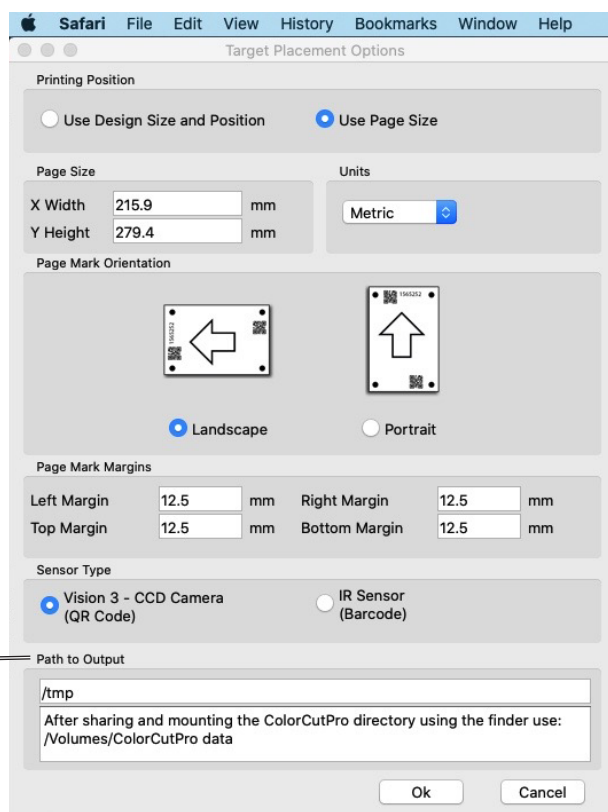 Safari File Edit View History Bookmarks Window Help
Target Placement Options
Printing Position
Use Design Size and Position Use Page Size
Page Size Units
X Width 215.9 mm Metric
Y Height 279.4 mm
Page Mark Orientation
1565252 1565252
Landscape Portrait
Page Mark Margins
Left Margin 12.5 mm Right Margin 12.5 mm
Top Margin 12.5 mm Bottom Margin 12.5 mm
Sensor Type
Vision 3 - CCD Camera IR Sensor
(QR Code) (Barcode)
Path to Output
/tmp
After sharing and mounting the ColorCutPro directory using the finder use:
/Volumes/ColorCutPro data
Ok Cancel